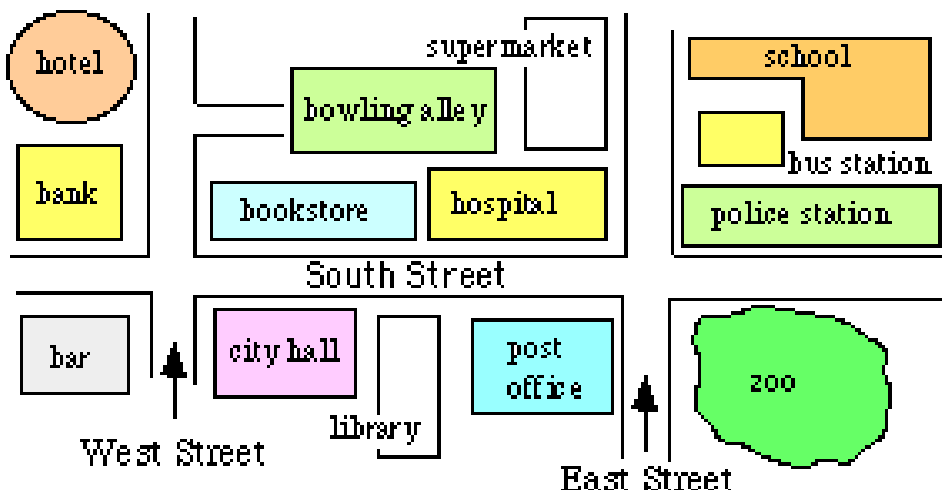 hotel
supermarket
school
bowling alley
bus station
bank
bookstore
hospital
police station
South Street
bar
city hall
post
office
zoo
library
West Street
East Street